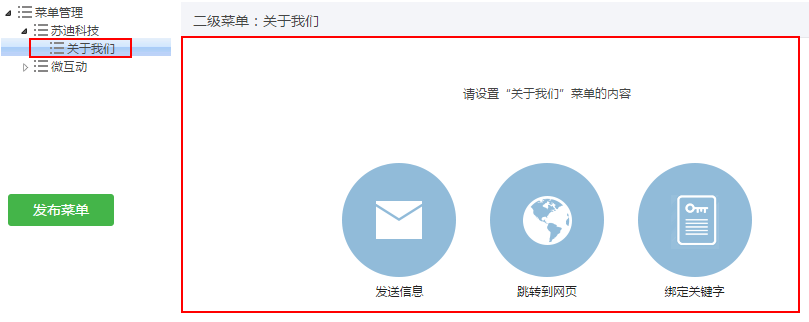 菜单管理
苏迪科技
关于我们
微互动
发布菜单
二级菜单：关于我们
请设置“关于我们”菜单的内容
发送信息
跳转到网页
绑定关键字